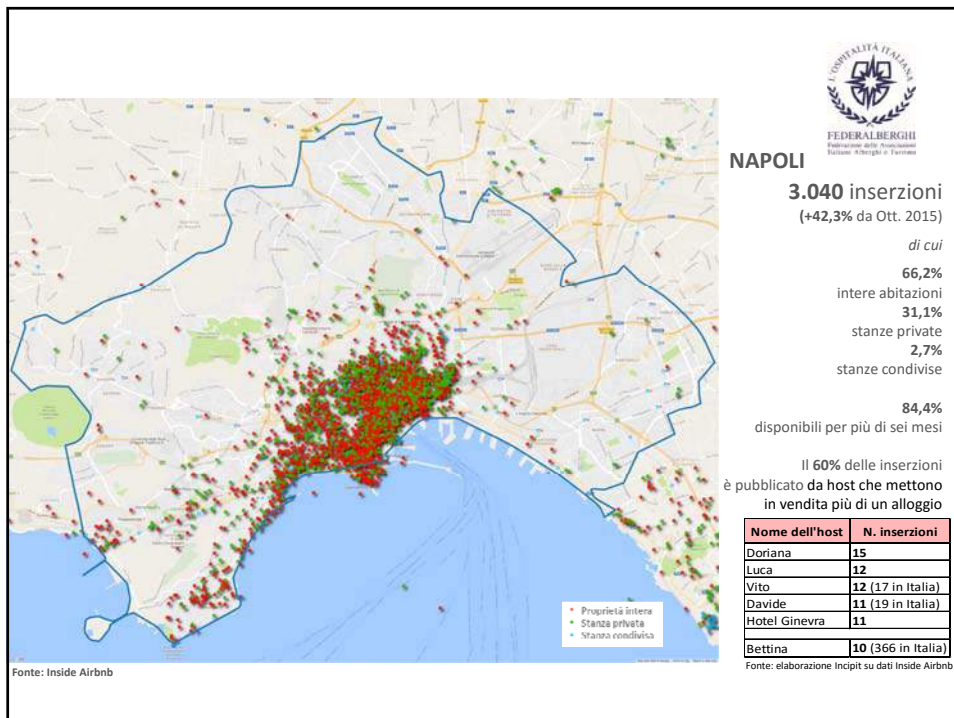 L'OSPITALITÀ ITALIANA
FEDERALBERGHI
Federazione delle Associazioni
Italiane Alberghi e Turismo
NAPOLI
3.040 inserzioni
(+42,3% da Ott. 2015)
di cui
66,2%
intere abitazioni
31,1%
stanze private
2,7%
stanze condivise
84,4%
disponibili per più di sei mesi
Il 60% delle inserzioni
è pubblicato da host che mettono
in vendita più di un alloggio
Nome dell'host N. inserzioni
Doriana 15
Luca 12
Vito 12 (17 in Italia)
Davide 11 (19 in Italia)
Hotel Ginevra 11
Bettina 10 (366 in Italia)
Fonte: elaborazione Incipit su dati Inside Airbnb
Proprietà intera
Stanza privata
Stanza condivisa
Fonte: Inside Airbnb